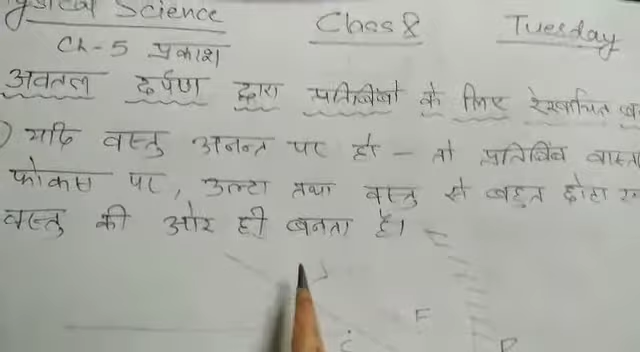 Physical Science Class 8 Tuesday
Ch-5 प्रकाश
अवतल दर्पण द्वारा प्रतिबिंबों के लिए रेखाचित्र
) यदि वस्तु अनन्त पर हो - तो प्रतिबिंब
फोकस पर, उल्टा तथा वस्तु से बहुत छोटा
वस्तु की ओर ही बनता है।
F
C
P